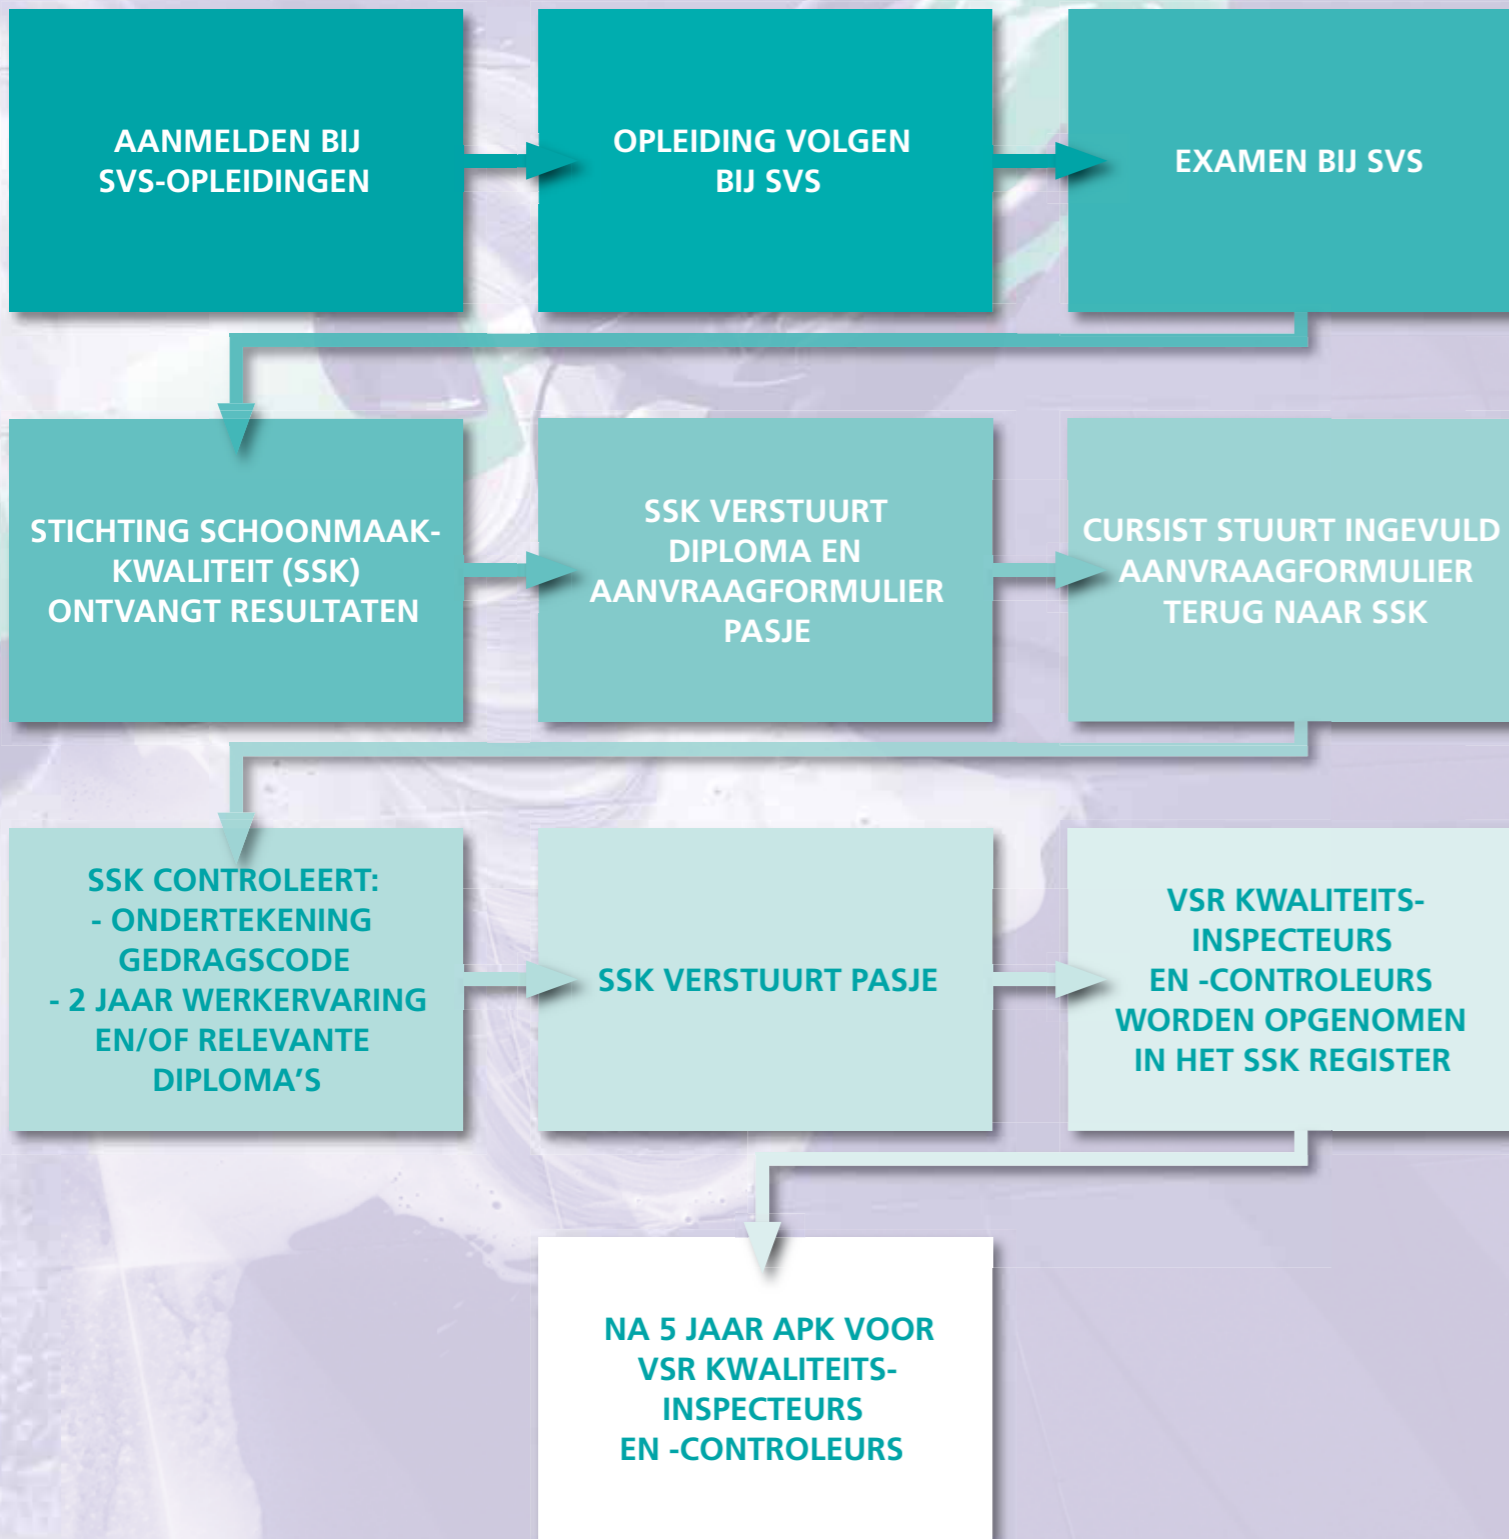 AANMELDEN BIJ
SVS-OPLEIDINGEN
OPLEIDING VOLGEN
BIJ SVS
EXAMEN BIJ SVS
STICHTING SCHOONMAAK-
KWALITEIT (SSK)
ONTVANGT RESULTATEN
SSK VERSTUURT
DIPLOMA EN
AANVRAAGFORMULIER
PASJE
CURSIST STUURT INGEVULD
AANVRAAGFORMULIER
TERUG NAAR SSK
SSK CONTROLEERT:
- ONDERTEKENING
GEDRAGSCODE
- 2 JAAR WERKERVARING
EN/OF RELEVANTE
DIPLOMA’S
SSK VERSTUURT PASJE
VSR KWALITEITS-
INSPECTEURS
EN -CONTROLEURS
WORDEN OPGENOMEN
IN HET SSK REGISTER
NA 5 JAAR APK VOOR
VSR KWALITEITS-
INSPECTEURS
EN -CONTROLEURS